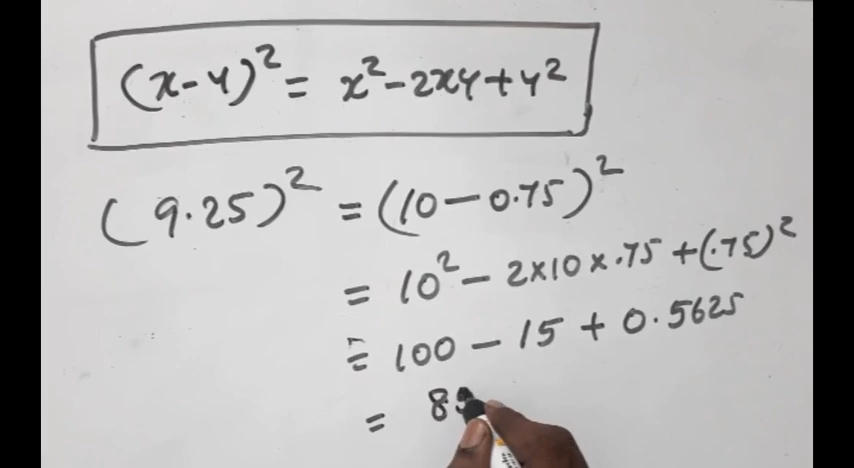 (x-y)² = x²-2xy+y²
(9.25)² = (10-0.75)²
= 10² - 2×10×.75 + (.75)²
= 100 - 15 + 0.5625
= 8